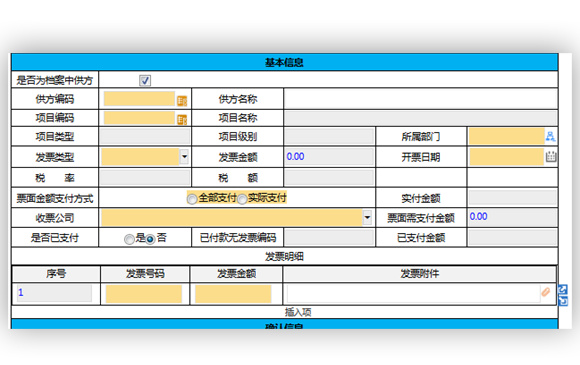 基本信息
是否为档案中供方
供方编码 供方名称
项目编码 项目名称
项目类型 项目级别 所属部门
发票类型 发票金额 0.00 开票日期
税 率 税 额
票面金额支付方式 全部支付 实际支付 实付金额
收票公司 票面需支付金额 0.00
是否已支付 是 否 已付款无发票编码 已支付金额
发票明细
序号 发票号码 发票金额 发票附件
1
插入项
确认信息